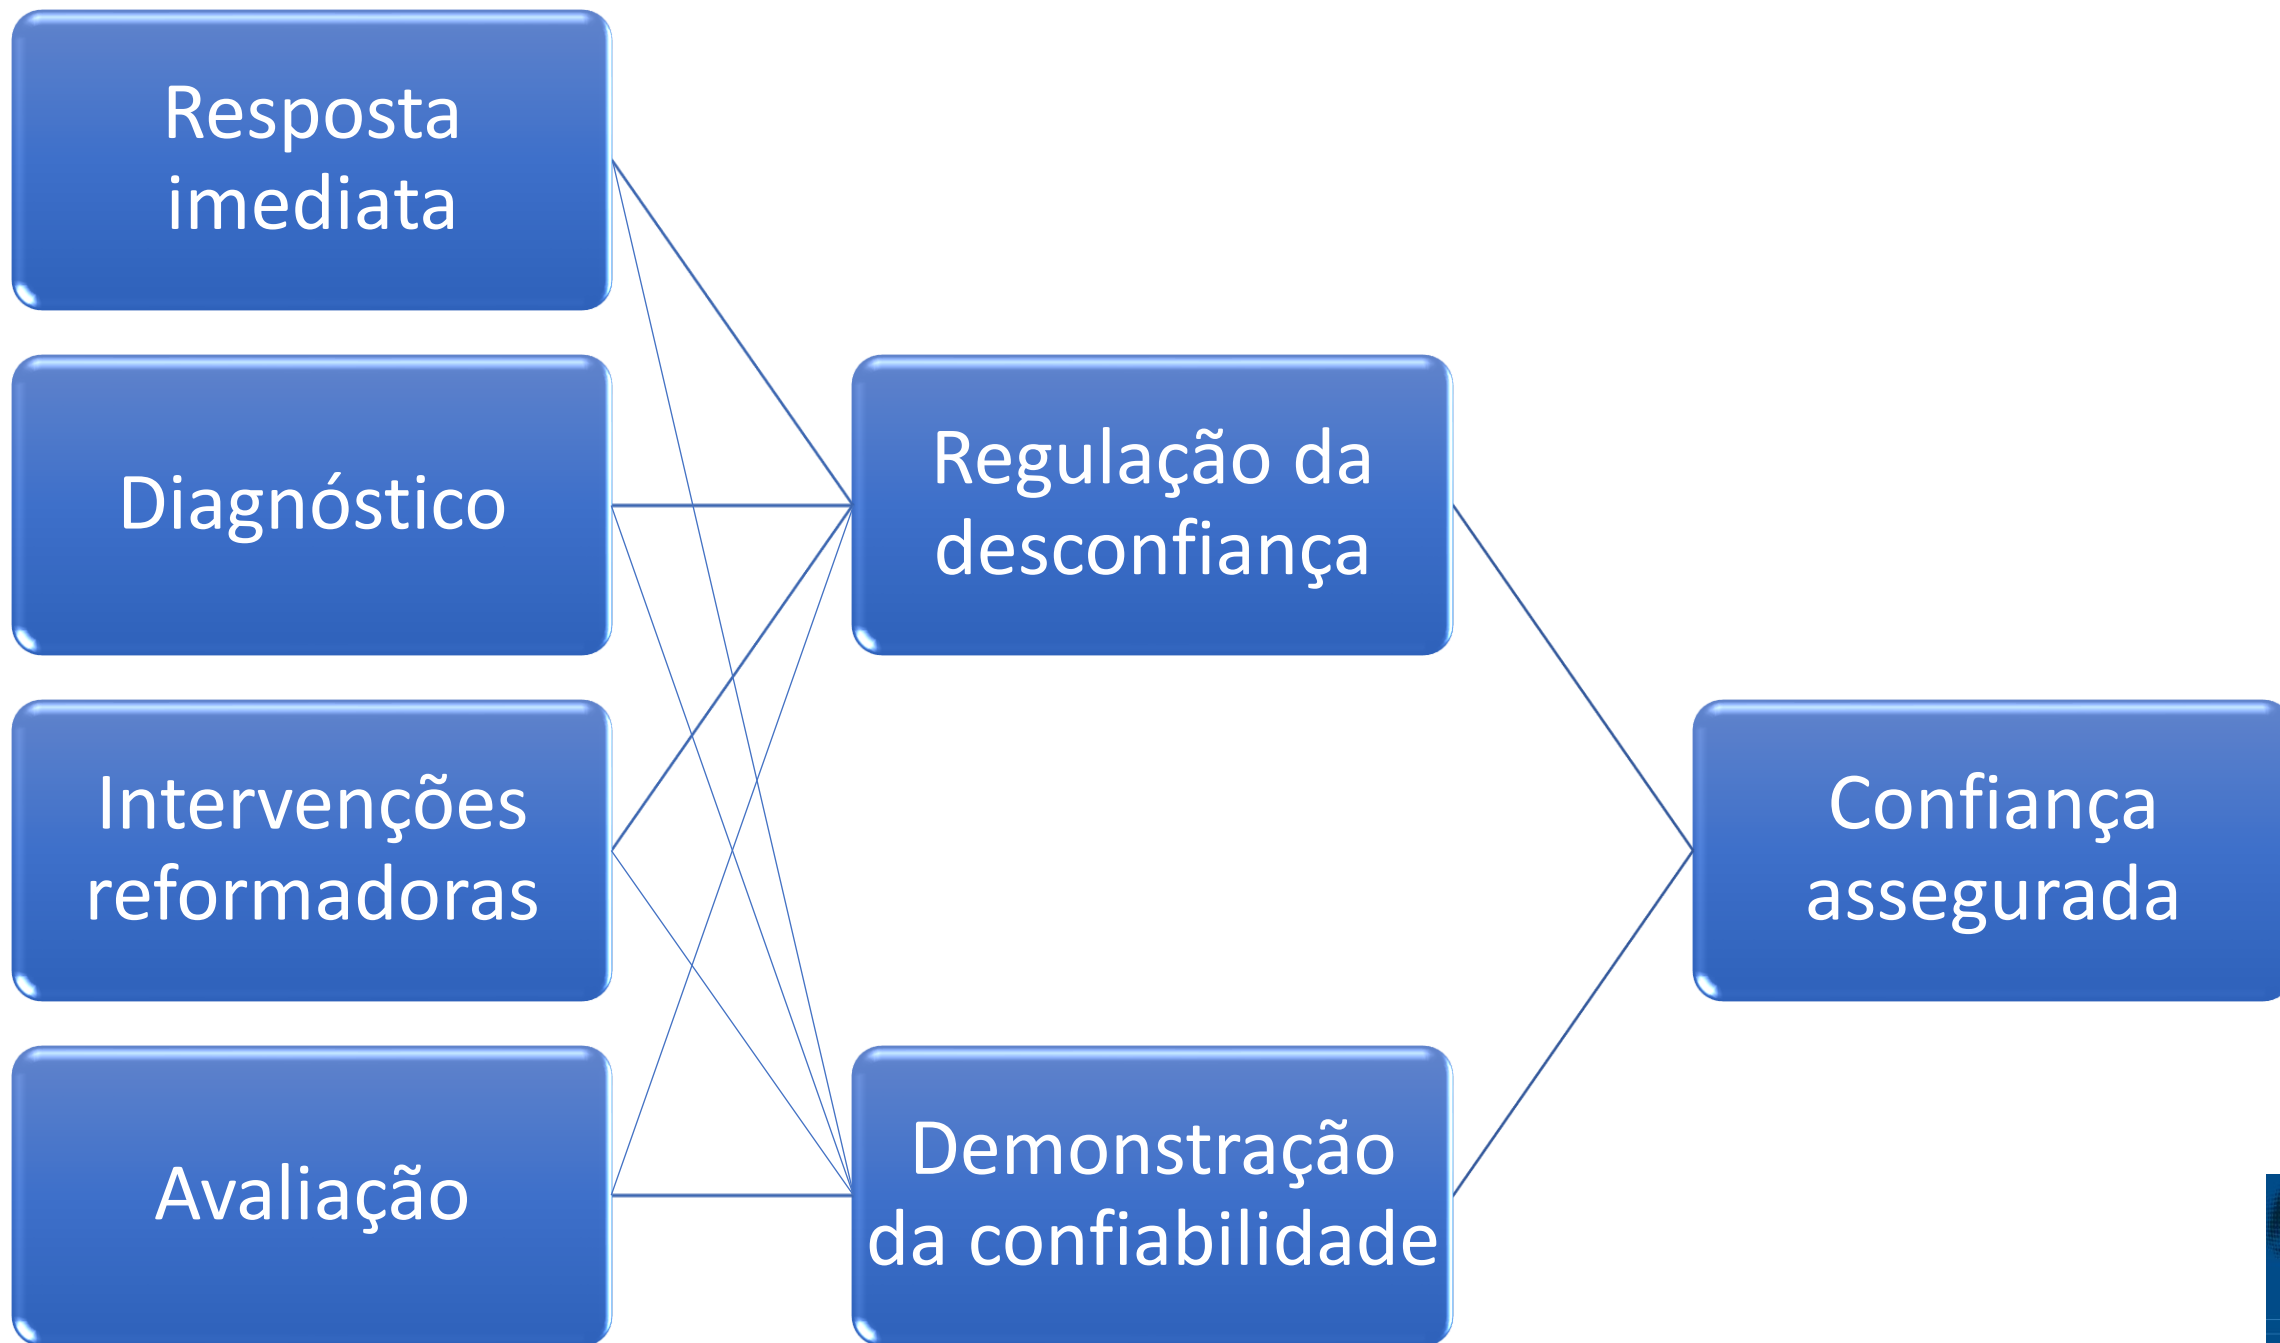 Resposta
imediata
Diagnóstico
Intervenções
reformadoras
Avaliação
Regulação da
desconfiança
Demonstração
da confiabilidade
Confiança
assegurada